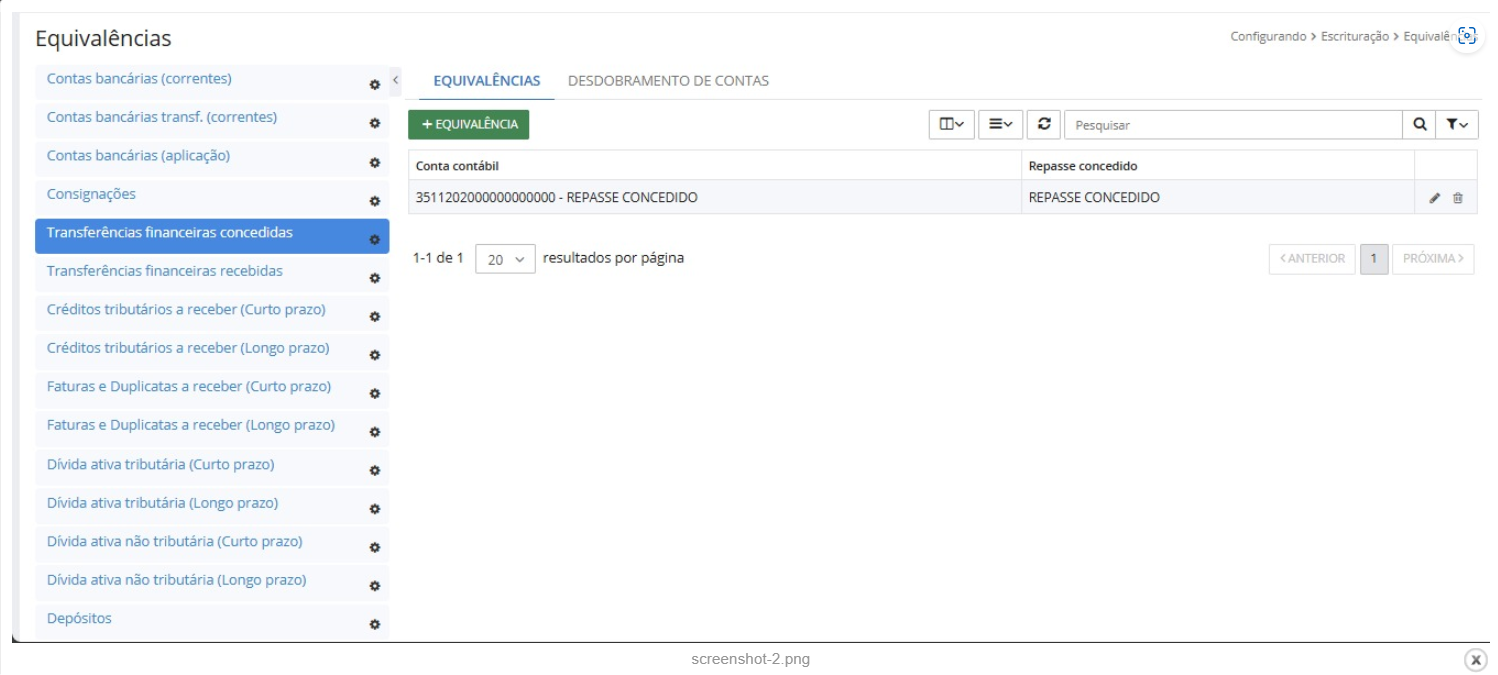 Equivalências
Configurando > Escrituração >
Contas bancárias (correntes)
Contas bancárias transf. (correntes)
Contas bancárias (aplicação)
Consignações
Transferências financeiras concedidas
Transferências financeiras recebidas
Créditos tributários a receber (Curto prazo)
Créditos tributários a receber (Longo prazo)
Faturas e Duplicatas a receber (Curto prazo)
Faturas e Duplicatas a receber (Longo prazo)
Dívida ativa tributária (Curto prazo)
Dívida ativa tributária (Longo prazo)
Dívida ativa não tributária (Curto prazo)
Dívida ativa não tributária (Longo prazo)
Depósitos
EQUIVALÊNCIAS DESDOBRAMENTO DE CONTAS
+ EQUIVALÊNCIA
Pesquisar
Conta contábil Repasse concedido
3511202000000000000 - REPASSE CONCEDIDO REPASSE CONCEDIDO
1-1 de 1 20 resultados por página
< ANTERIOR 1 PRÓXIMA >
screenshot-2.png